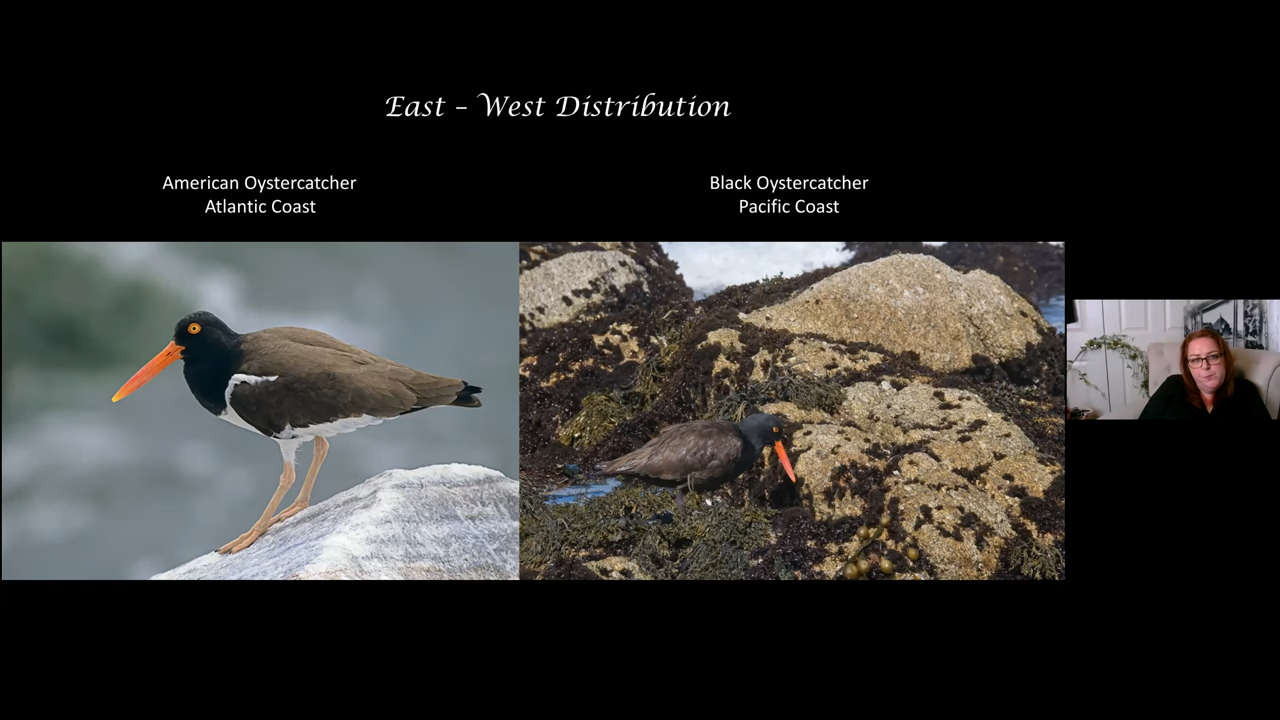 East – West Distribution
American Oystercatcher
Atlantic Coast
Black Oystercatcher
Pacific Coast